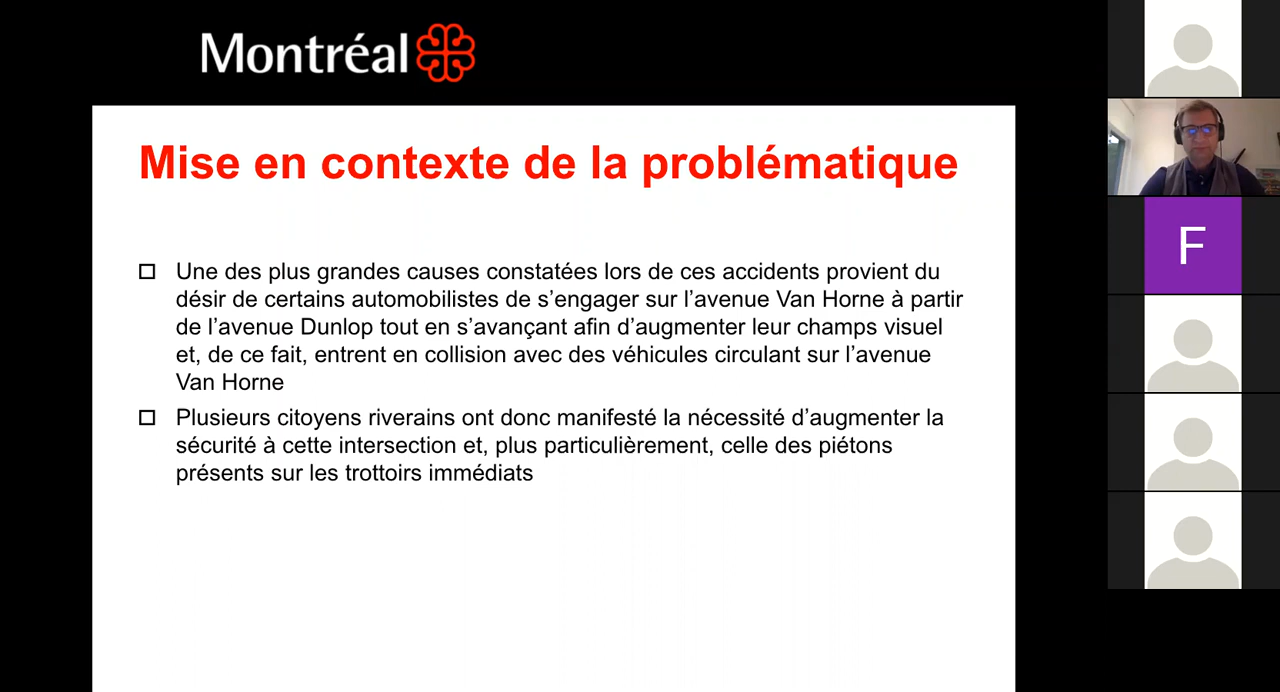 Montréal
Mise en contexte de la problématique
Une des plus grandes causes constatées lors de ces accidents provient du
désir de certains automobilistes de s’engager sur l’avenue Van Horne à partir
de l’avenue Dunlop tout en s’avançant afin d’augmenter leur champs visuel
et, de ce fait, entrent en collision avec des véhicules circulant sur l’avenue
Van Horne
Plusieurs citoyens riverains ont donc manifesté la nécessité d’augmenter la
sécurité à cette intersection et, plus particulièrement, celle des piétons
présents sur les trottoirs immédiats
F